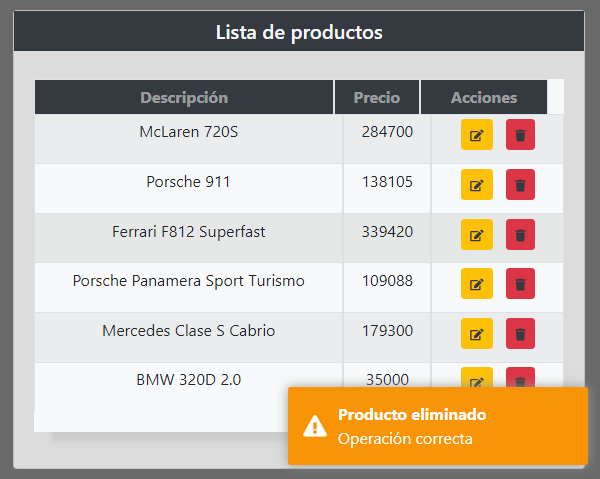 Lista de productos
Descripción Precio Acciones
McLaren 720S 284700
Porsche 911 138105
Ferrari F812 Superfast 339420
Porsche Panamera Sport Turismo 109088
Mercedes Clase S Cabrio 179300
BMW 320D 2.0 35000
Producto eliminado
Operación correcta